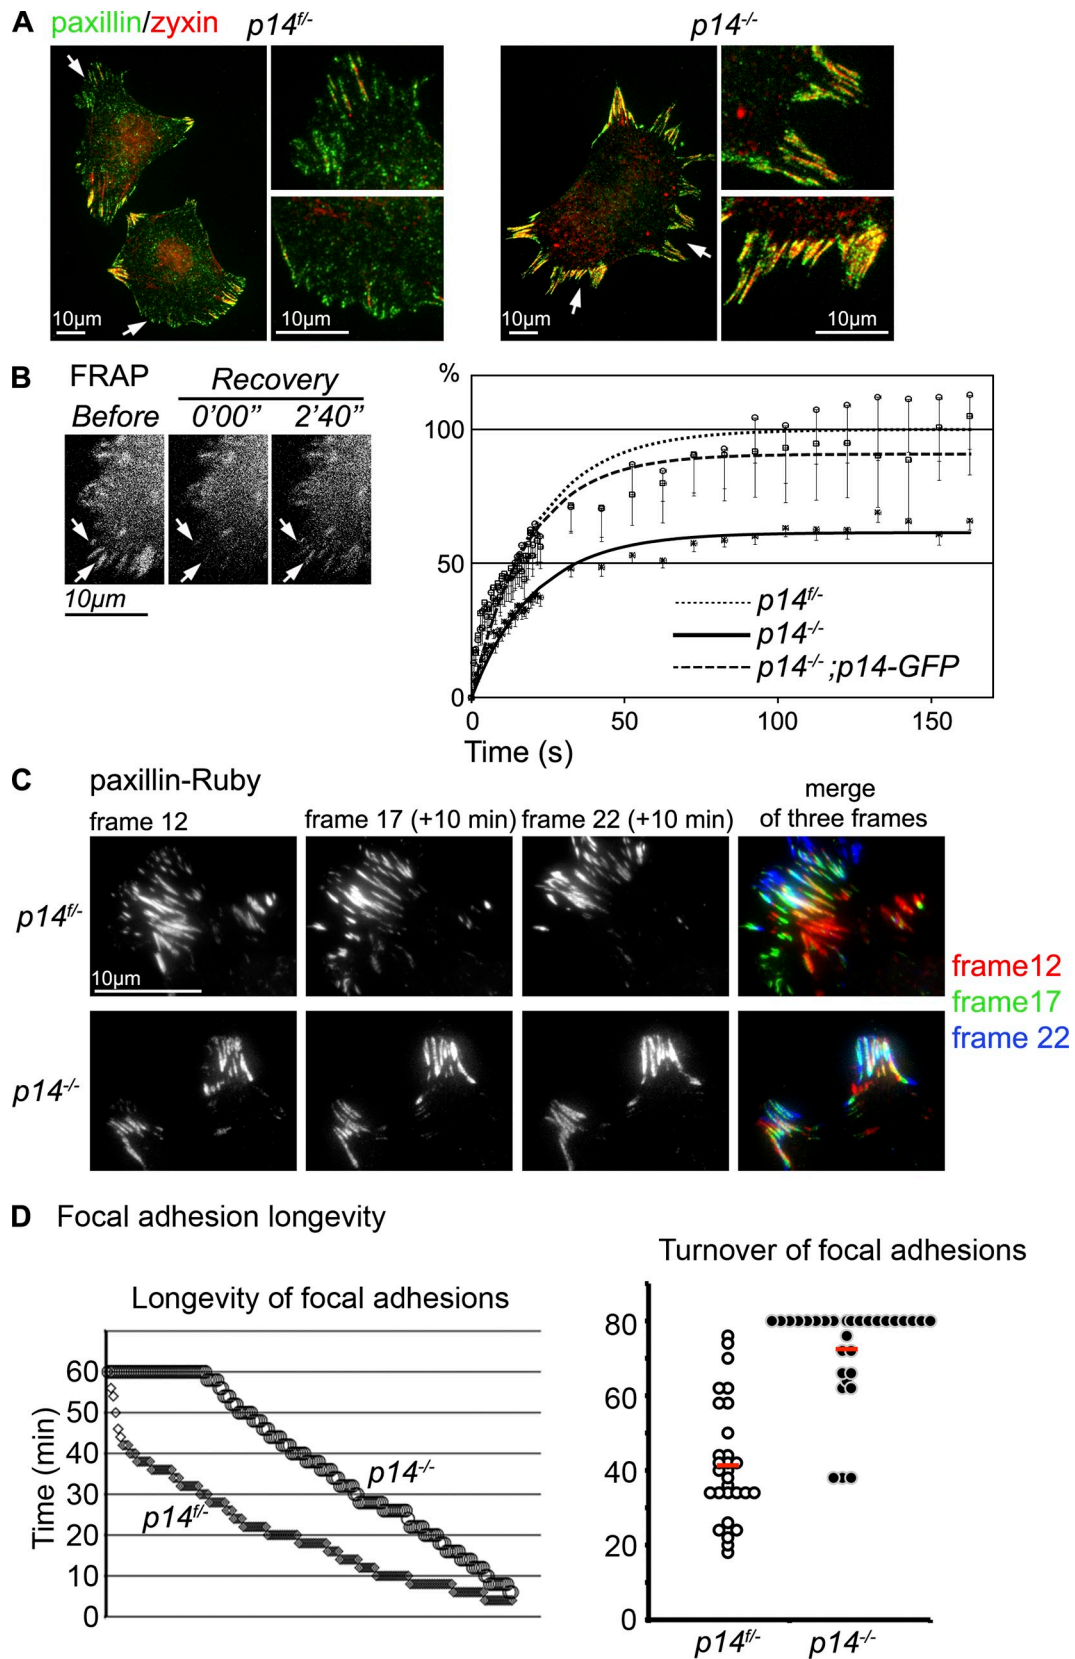 A paxillin/zyxin p14f/- p14-/-
10µm 10µm 10µm 10µm
B FRAP Recovery
Before 0'00” 2'40”
10µm
%
100
50
0
p14f/-
p14-/-
p14-/- ;p14-GFP
0 50 100 150
Time (s)
C paxillin-Ruby
frame 12 frame 17 (+10 min) frame 22 (+10 min) merge
of three frames
p14f/-
10µm
p14-/-
frame12
frame17
frame 22
D Focal adhesion longevity
Longevity of focal adhesions
Time (min)
60
50
40
30
20
10
0
p14-/-
p14f/-
Turnover of focal adhesions
80
60
40
20
0
p14f/- p14-/-